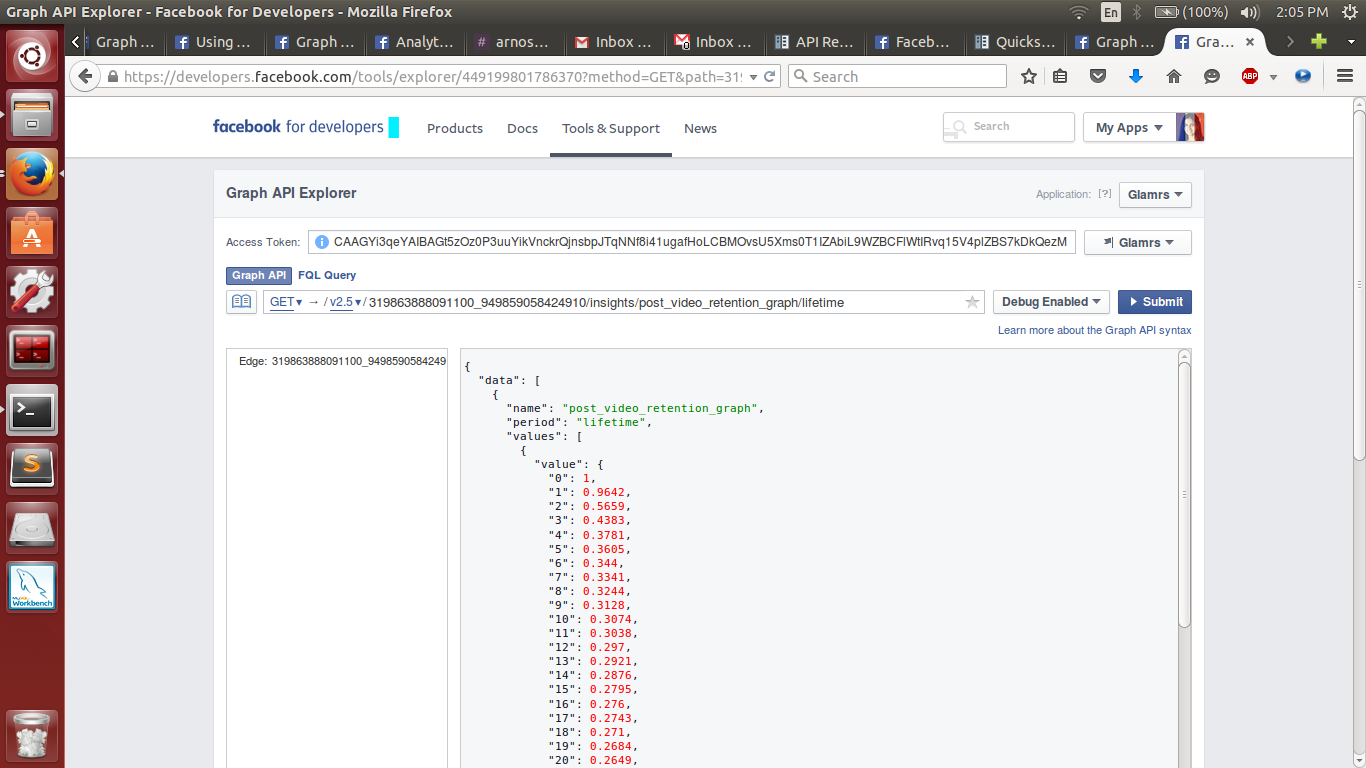 Graph API Explorer - Facebook for Developers - Mozilla Firefox
En (100%) 2:05 PM
Graph ... Using ... Graph ... Analyt... arnos... Inbox ... Inbox ... API Re... Faceb... Quicks... Graph ... Gra...
https://developers.facebook.com/tools/explorer/449199801786370?method=GET&path=319 Search ABP
facebook for developers Products Docs Tools & Support News Search My Apps
Graph API Explorer Application: [?] Glamrs
Access Token: Glamrs
Graph API FQL Query
GET → / v2.5 / 319863888091100_949859058424910/insights/post_video_retention_graph/lifetime Debug Enabled Submit
Learn more about the Graph API syntax
Edge: 319863888091100_9498590584249
{
"data": [
{
"name": "post_video_retention_graph",
"period": "lifetime",
"values": [
{
"value": {
"0": 1,
"1": 0.9642,
"2": 0.5659,
"3": 0.4383,
"4": 0.3781,
"5": 0.3605,
"6": 0.344,
"7": 0.3341,
"8": 0.3244,
"9": 0.3128,
"10": 0.3074,
"11": 0.3038,
"12": 0.297,
"13": 0.2921,
"14": 0.2876,
"15": 0.2795,
"16": 0.276,
"17": 0.2743,
"18": 0.271,
"19": 0.2684,
"20": 0.2649,
MySQL
Workbench